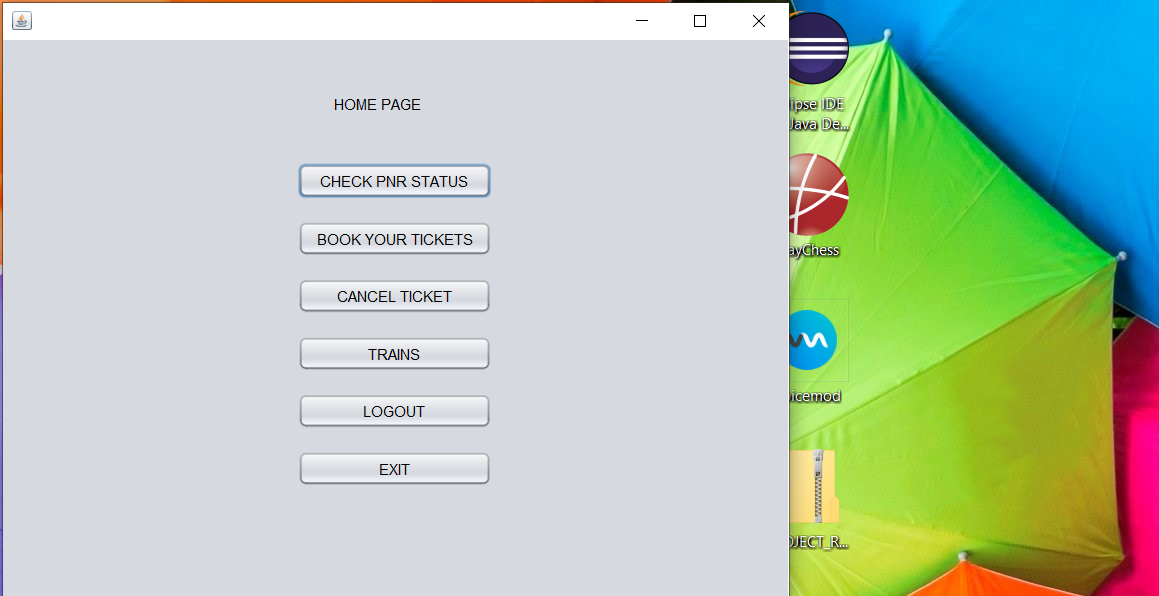 HOME PAGE
CHECK PNR STATUS
BOOK YOUR TICKETS
CANCEL TICKET
TRAINS
LOGOUT
EXIT
ipse IDE
Java De...
ayChess
icemod
OJECT_R...